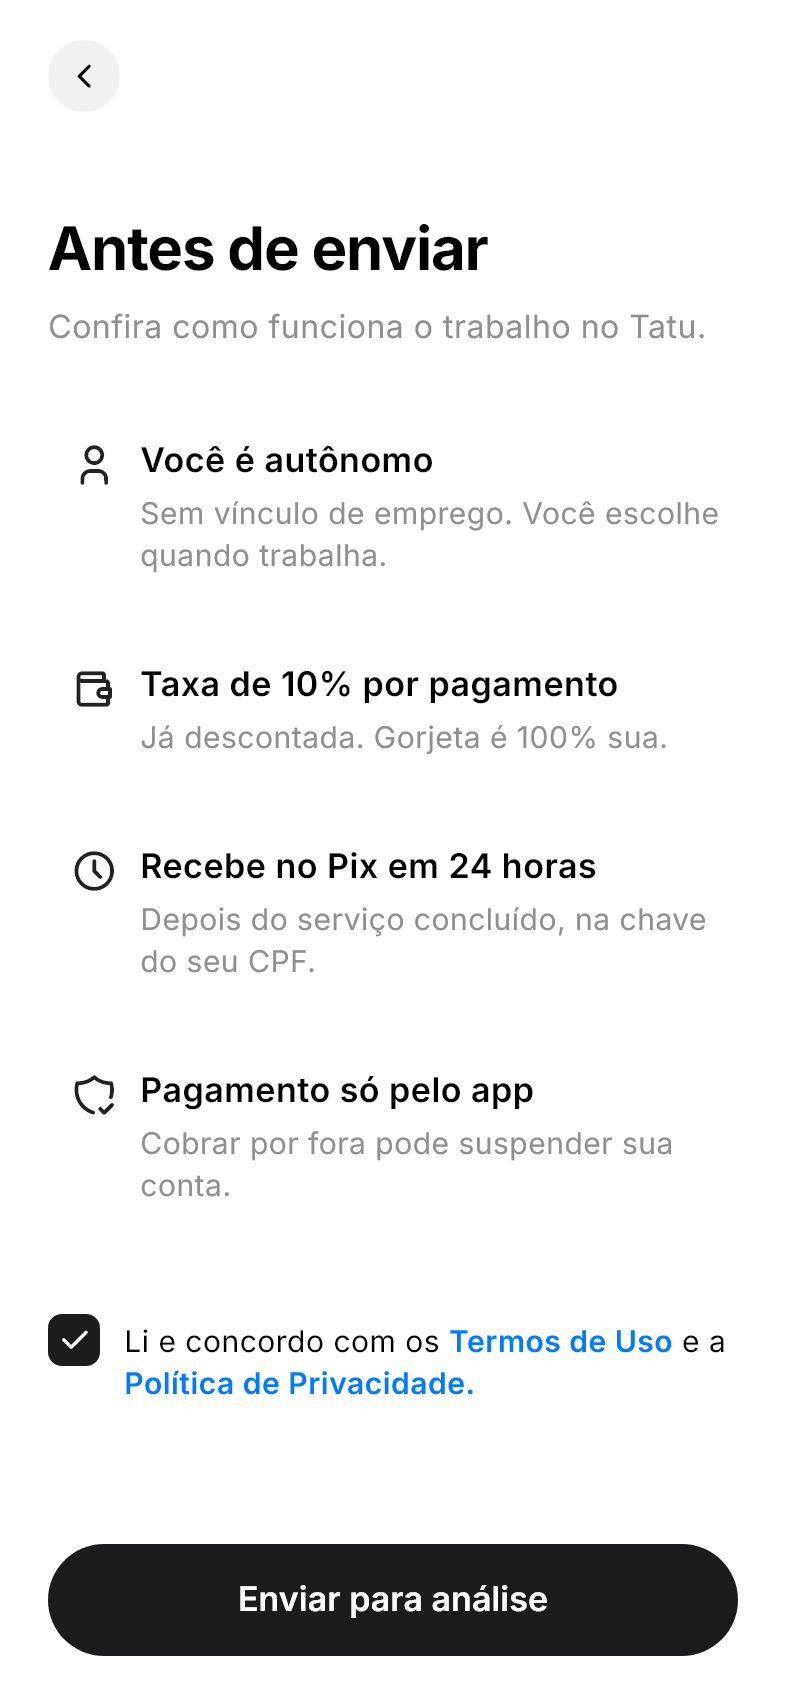 Antes de enviar
Confira como funciona o trabalho no Tatu.
Você é autônomo
Sem vínculo de emprego. Você escolhe
quando trabalha.
Taxa de 10% por pagamento
Já descontada. Gorjeta é 100% sua.
Recebe no Pix em 24 horas
Depois do serviço concluído, na chave
do seu CPF.
Pagamento só pelo app
Cobrar por fora pode suspender sua
conta.
Li e concordo com os Termos de Uso e a
Política de Privacidade.
Enviar para análise